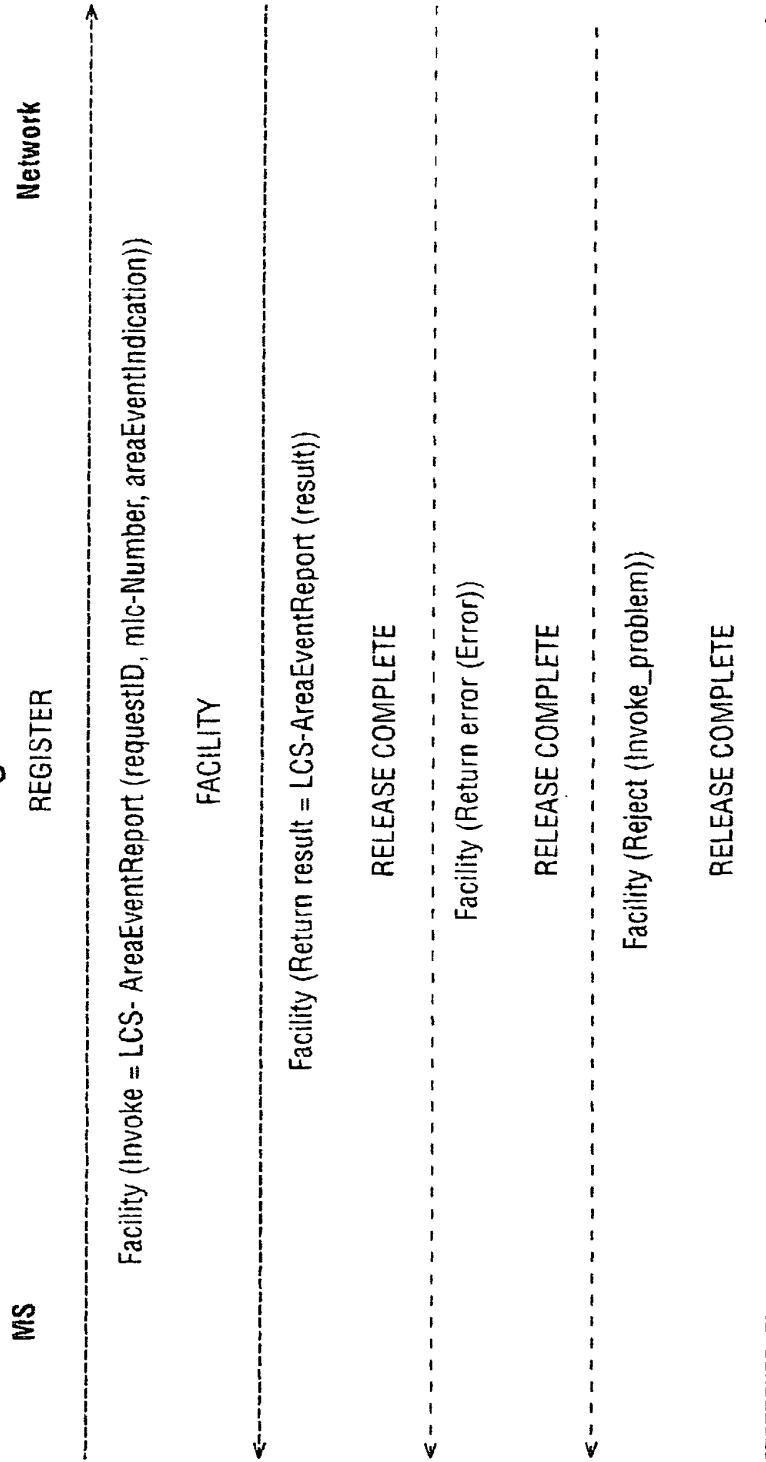 MS
Network
REGISTER
Facility (Invoke = LCS- AreaEventReport (requestID, mlc-Number, areaEventIndication))
FACILITY
Facility (Return result = LCS-AreaEventReport (result))
RELEASE COMPLETE
Facility (Return error (Error))
RELEASE COMPLETE
Facility (Reject (Invoke_problem))
RELEASE COMPLETE